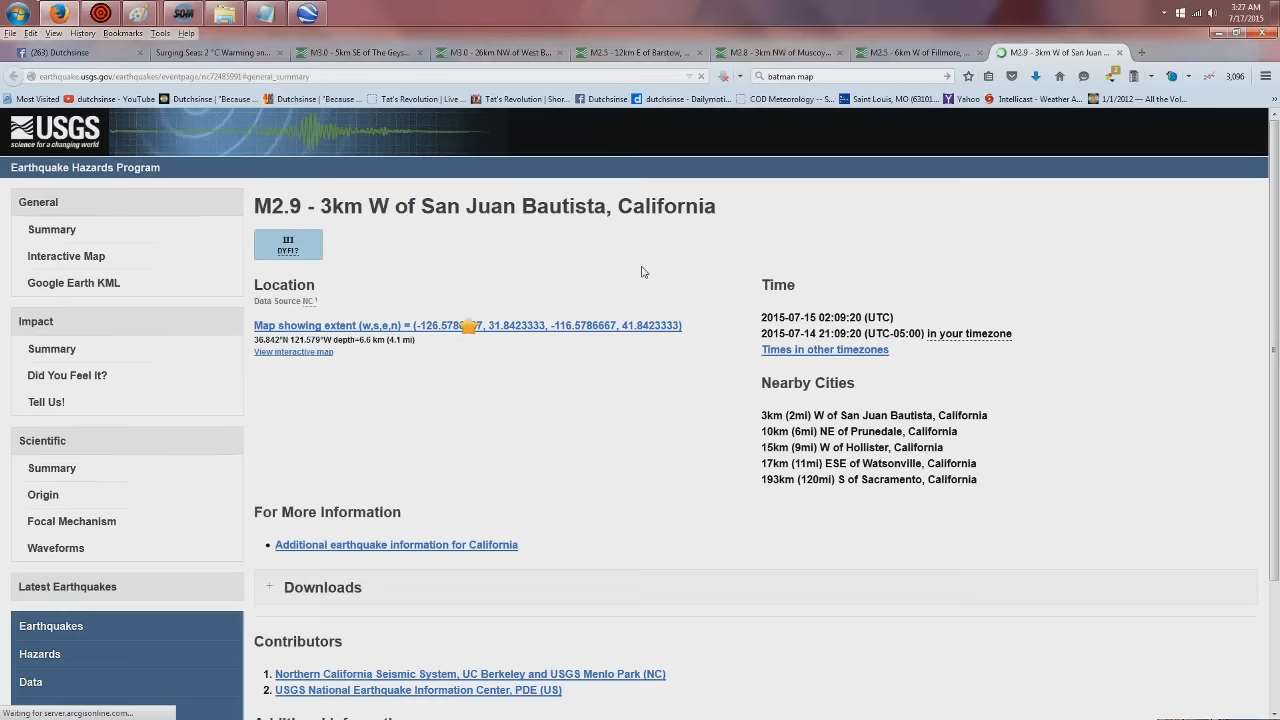 SOM
3:27 AM
7/17/2015
File Edit View History Bookmarks Tools Help
(263) Dutchsinse
Surging Seas: 2 °C Warming an...
M3.0 - 5km SE of The Geys...
M3.0 - 26km NW of West B...
M2.5 - 12km E of Barstow, ...
M2.8 - 3km NW of Muscoy...
M2.5 - 6km W of Fillmore, ...
M2.9 - 3km W of San Juan ...
earthquake.usgs.gov/earthquakes/eventpage/nc72485991#general_summary
batman map
3,096
Most Visited
dutchsinse - YouTube
Dutchsinse | "Because ...
Dutchsinse | "Because ...
Tat's Revolution | Live ...
Tat's Revolution | Shor...
Dutchsinse
dutchsinse - Dailymoti...
COD Meteorology -- S...
Saint Louis, MO (63101...
Yahoo
Intellicast - Weather A...
1/1/2012 — All the Vol...
USGS
science for a changing world
Earthquake Hazards Program
General
Summary
Interactive Map
Google Earth KML
Impact
Summary
Did You Feel It?
Tell Us!
Scientific
Summary
Origin
Focal Mechanism
Waveforms
Latest Earthquakes
Earthquakes
Hazards
Data
M2.9 - 3km W of San Juan Bautista, California
III
DYFI?
Location
Data Source NC 1
Map showing extent (w,s,e,n) = (-126.578 7, 31.8423333, -116.5786667, 41.8423333)
36.842°N 121.579°W depth=6.6 km (4.1 mi)
View interactive map
Time
2015-07-15 02:09:20 (UTC)
2015-07-14 21:09:20 (UTC-05:00) in your timezone
Times in other timezones
Nearby Cities
3km (2mi) W of San Juan Bautista, California
10km (6mi) NE of Prunedale, California
15km (9mi) W of Hollister, California
17km (11mi) ESE of Watsonville, California
193km (120mi) S of Sacramento, California
For More Information
• Additional earthquake information for California
+ Downloads
Contributors
1. Northern California Seismic System, UC Berkeley and USGS Menlo Park (NC)
2. USGS National Earthquake Information Center, PDE (US)
Waiting for server.arcgisonline.com...